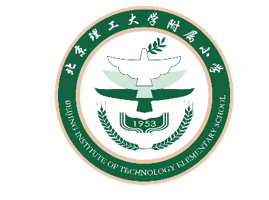 北京理工大学附属小学
1953
BEIJING INSTITUTE OF TECHNOLOGY ELEMENTARY SCHOOL